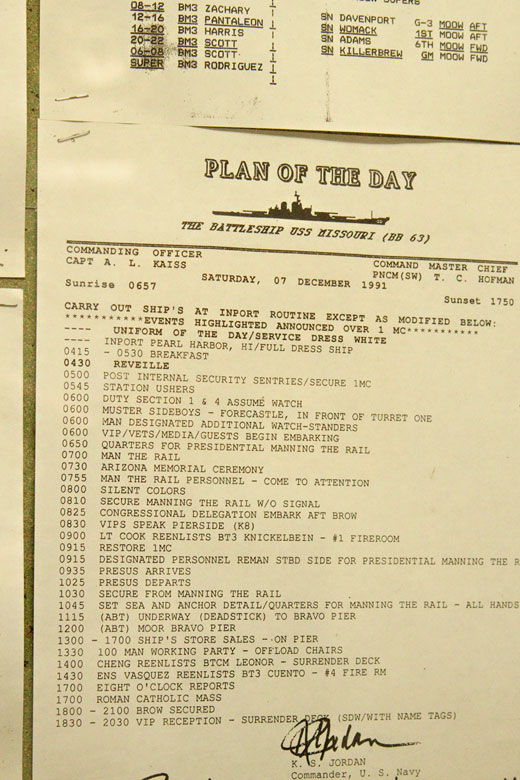 08-12 BM3 ZACHARY
12-16 BM3 PANTALEON
16-20 BM3 HARRIS
20-22 BM3 SCOTT
06-08 BM3 SCOTT
SUPER BM3 RODRIGUEZ
SN DAVENPORT G-3 MOOW AFT
SN WOMACK 1ST MOOW AFT
SN ADAMS 6TH MOOW FWD
SN KILLERBREW GM MOOW FWD
PLAN OF THE DAY
THE BATTLESHIP USS MISSOURI (BB 63)
COMMANDING OFFICER
CAPT A. L. KAISS
COMMAND MASTER CHIEF
PNCM(SW) T. C. HOFMAN
SATURDAY, 07 DECEMBER 1991
Sunrise 0657
Sunset 1750
CARRY OUT SHIP'S AT INPORT ROUTINE EXCEPT AS MODIFIED BELOW:
***********EVENTS HIGHLIGHTED ANNOUNCED OVER 1 MC***********
---- UNIFORM OF THE DAY/SERVICE DRESS WHITE
---- INPORT PEARL HARBOR, HI/FULL DRESS SHIP
0415 - 0530 BREAKFAST
0430 REVEILLE
0500 POST INTERNAL SECURITY SENTRIES/SECURE 1MC
0545 STATION USHERS
0600 DUTY SECTION 1 & 4 ASSUME WATCH
0600 MUSTER SIDEBOYS - FORECASTLE, IN FRONT OF TURRET ONE
0600 MAN DESIGNATED ADDITIONAL WATCH-STANDERS
0600 VIP/VETS/MEDIA/GUESTS BEGIN EMBARKING
0650 QUARTERS FOR PRESIDENTIAL MANNING THE RAIL
0700 MAN THE RAIL
0730 ARIZONA MEMORIAL CEREMONY
0755 MAN THE RAIL PERSONNEL - COME TO ATTENTION
0800 SILENT COLORS
0810 SECURE MANNING THE RAIL W/O SIGNAL
0825 CONGRESSIONAL DELEGATION EMBARK AFT BROW
0830 VIPS SPEAK PIERSIDE (K8)
0900 LT COOK REENLISTS BT3 KNICKELBEIN - #1 FIREROOM
0915 RESTORE 1MC
0915 DESIGNATED PERSONNEL REMAN STBD SIDE FOR PRESIDENTIAL MANNING THE R
0935 PRESUS ARRIVES
1025 PRESUS DEPARTS
1030 SECURE FROM MANNING THE RAIL
1045 SET SEA AND ANCHOR DETAIL/QUARTERS FOR MANNING THE RAIL - ALL HANDS
1115 (ABT) UNDERWAY (DEADSTICK) TO BRAVO PIER
1200 (ABT) MOOR BRAVO PIER
1300 - 1700 SHIP'S STORE SALES - ON PIER
1330 100 MAN WORKING PARTY - OFFLOAD CHAIRS
1400 CHENG REENLISTS BTCM LEONOR - SURRENDER DECK
1430 ENS VASQUEZ REENLISTS BT3 CUENTO - #4 FIRE RM
1700 EIGHT O'CLOCK REPORTS
1700 ROMAN CATHOLIC MASS
1800 - 2100 BROW SECURED
1830 - 2030 VIP RECEPTION - SURRENDER DECK (SDW/WITH NAME TAGS)
K. S. JORDAN
Commander, U. S. Navy